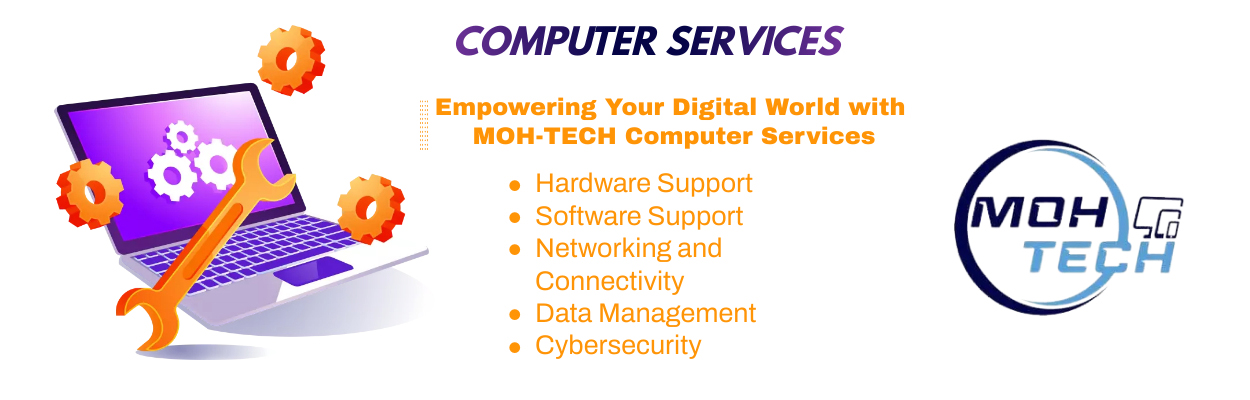 COMPUTER SERVICES
Empowering Your Digital World with
MOH-TECH Computer Services
• Hardware Support
• Software Support
• Networking and
Connectivity
• Data Management
• Cybersecurity
MOH
TECH